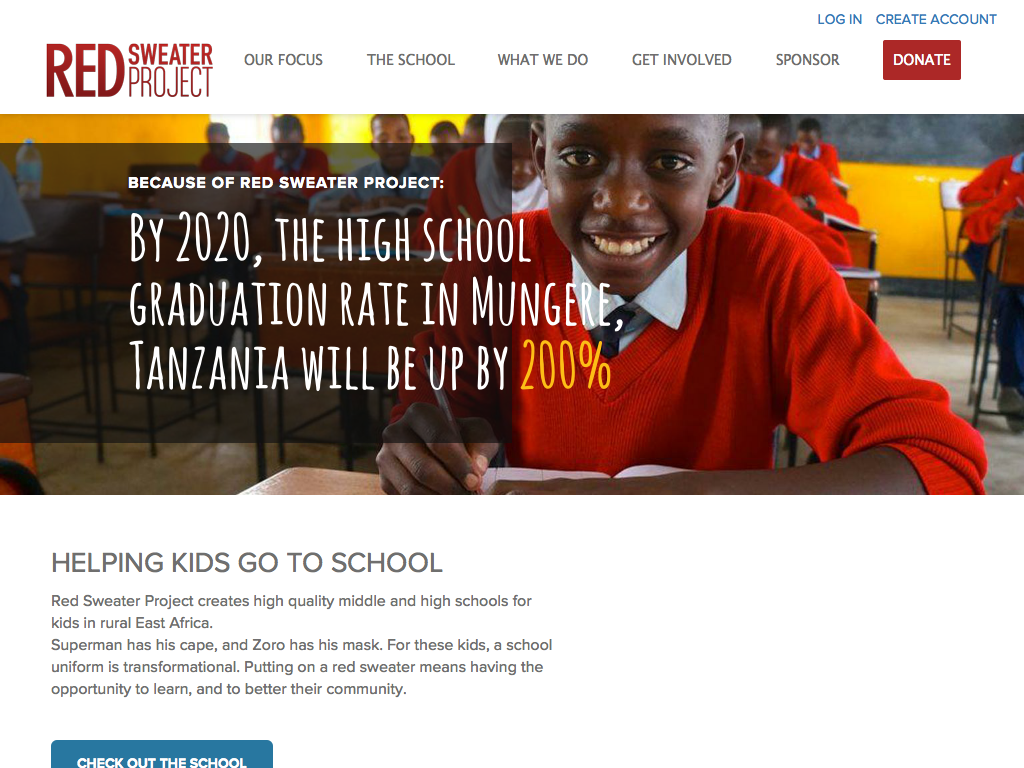 LOG IN CREATE ACCOUNT
RED SWEATER PROJECT
OUR FOCUS THE SCHOOL WHAT WE DO GET INVOLVED SPONSOR DONATE
BECAUSE OF RED SWEATER PROJECT:
By 2020, the high school
graduation rate in Mungere,
Tanzania will be up by 200%
HELPING KIDS GO TO SCHOOL
Red Sweater Project creates high quality middle and high schools for
kids in rural East Africa.
Superman has his cape, and Zoro has his mask. For these kids, a school
uniform is transformational. Putting on a red sweater means having the
opportunity to learn, and to better their community.
CHECK OUT THE SCHOOL